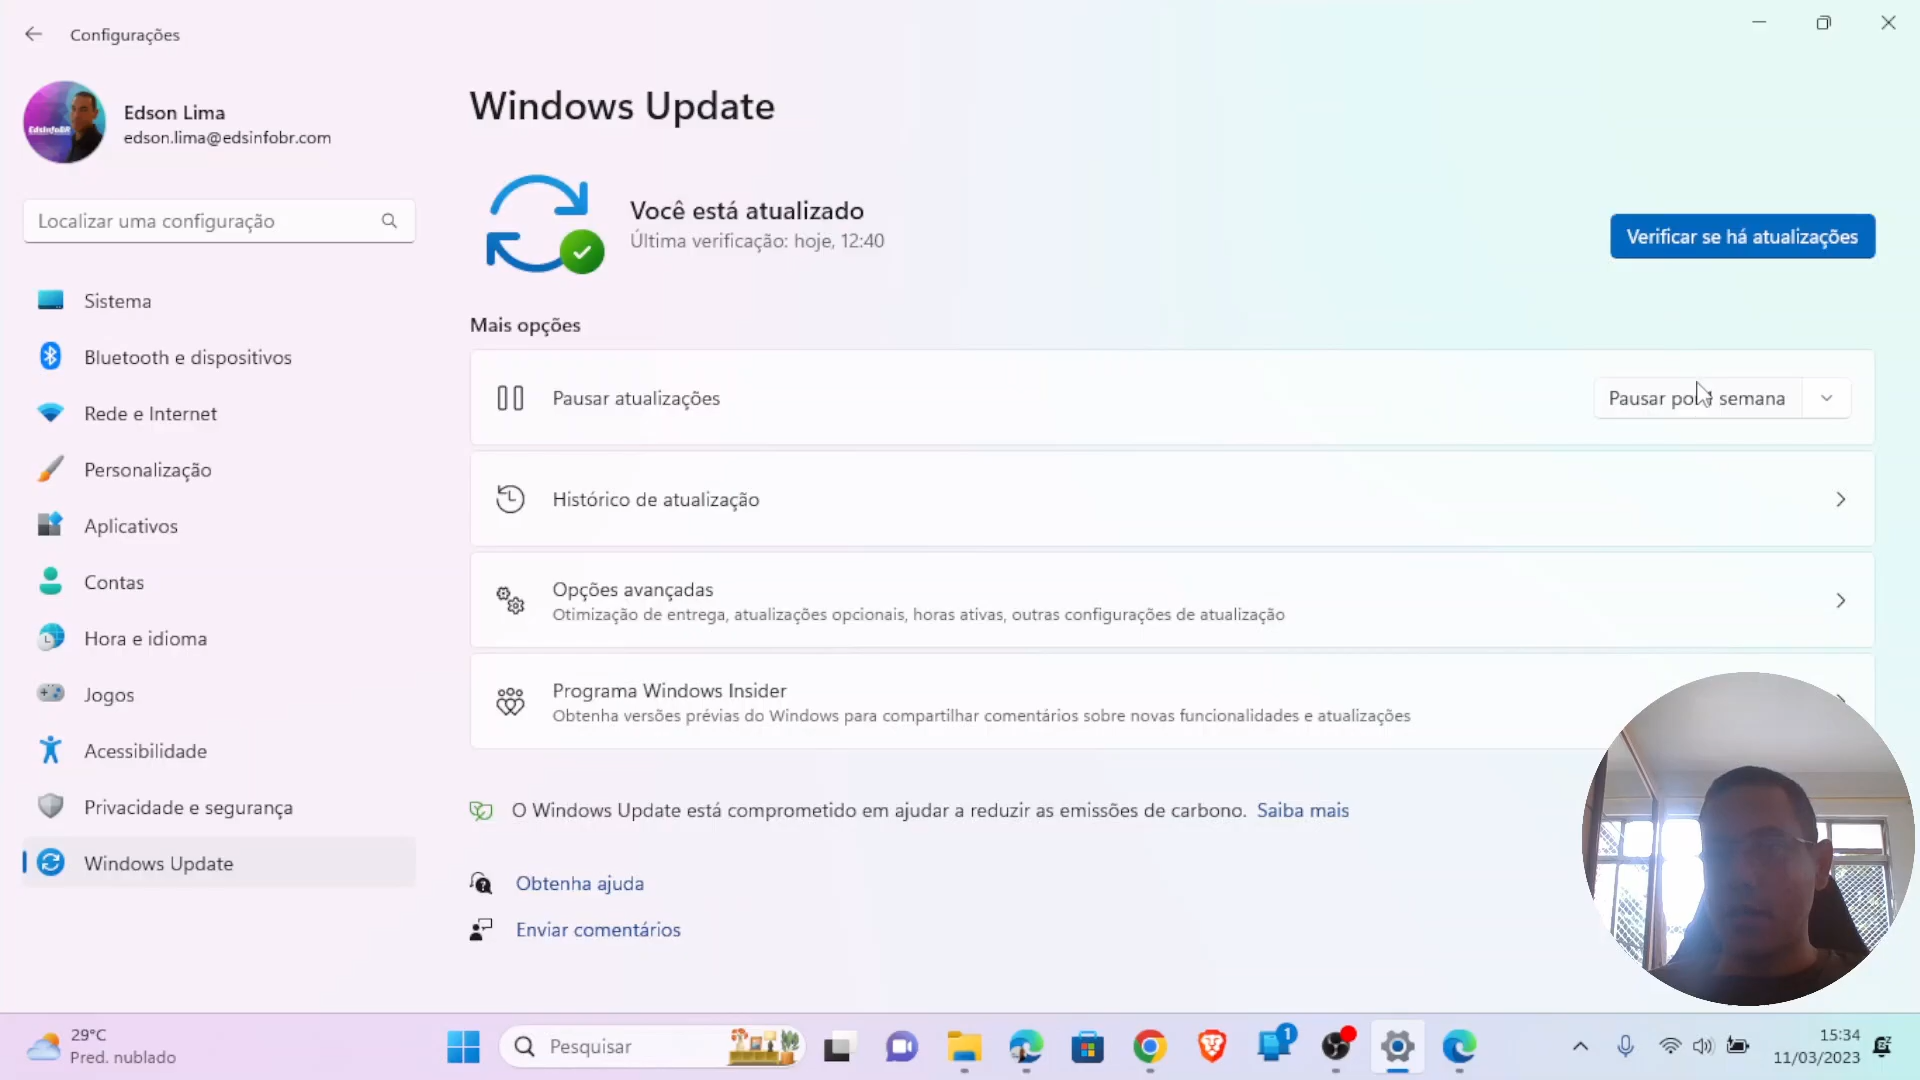 Configurações
Edson Lima
edson.lima@edsinfobr.com
EdsInfoBR
Localizar uma configuração
Sistema
Bluetooth e dispositivos
Rede e Internet
Personalização
Aplicativos
Contas
Hora e idioma
Jogos
Acessibilidade
Privacidade e segurança
Windows Update
Windows Update
Você está atualizado
Última verificação: hoje, 12:40
Verificar se há atualizações
Mais opções
Pausar atualizações
Pausar por 1 semana
Histórico de atualização
Opções avançadas
Otimização de entrega, atualizações opcionais, horas ativas, outras configurações de atualização
Programa Windows Insider
Obtenha versões prévias do Windows para compartilhar comentários sobre novas funcionalidades e atualizações
O Windows Update está comprometido em ajudar a reduzir as emissões de carbono. Saiba mais
Obtenha ajuda
Enviar comentários
29°C
Pred. nublado
Pesquisar
1
15:34
11/03/2023